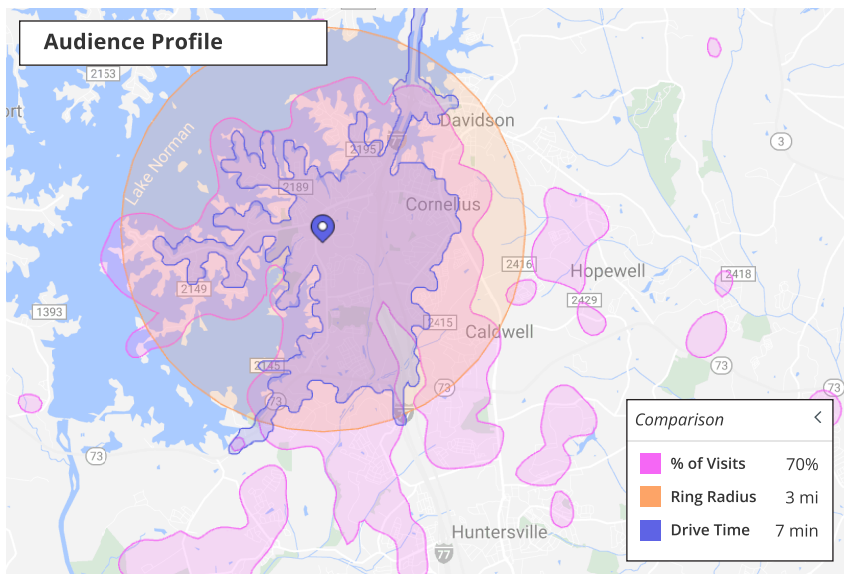 Audience Profile
2153
ort
Lake Norman
Davidson
3
2195
2189
Cornelius
2416
Hopewell
2418
2149
2429
1393
2415
Caldwell
2145
73
73
73
73
77
73
Comparison
% of Visits 70%
Ring Radius 3 mi
Drive Time 7 min
Huntersville
77